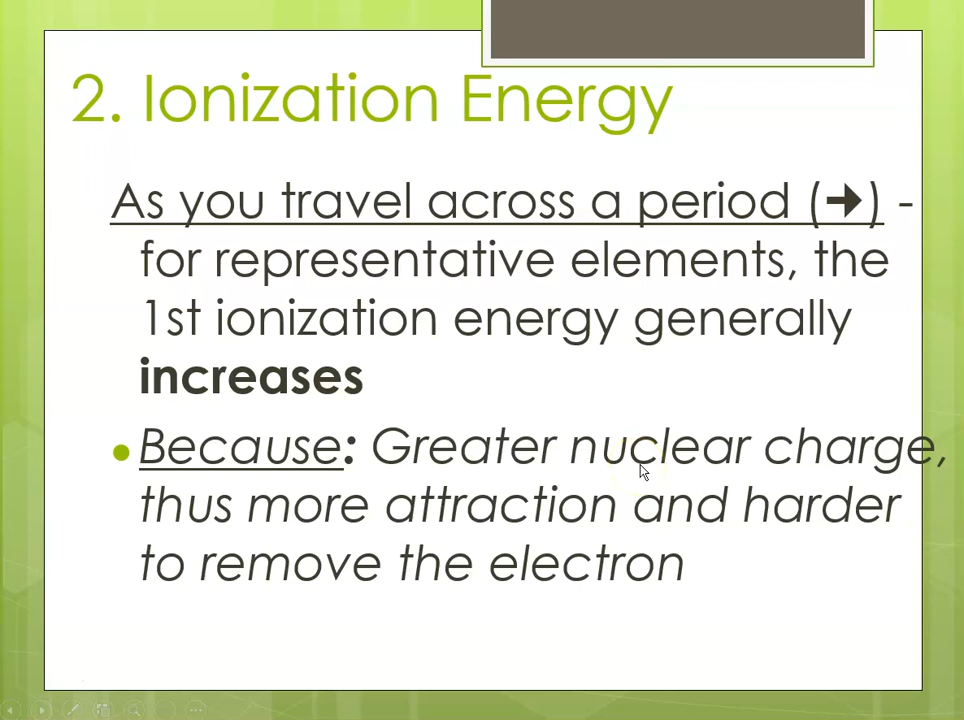 2. Ionization Energy
As you travel across a period (➔) -
for representative elements, the
1st ionization energy generally
increases
• Because: Greater nuclear charge,
thus more attraction and harder
to remove the electron